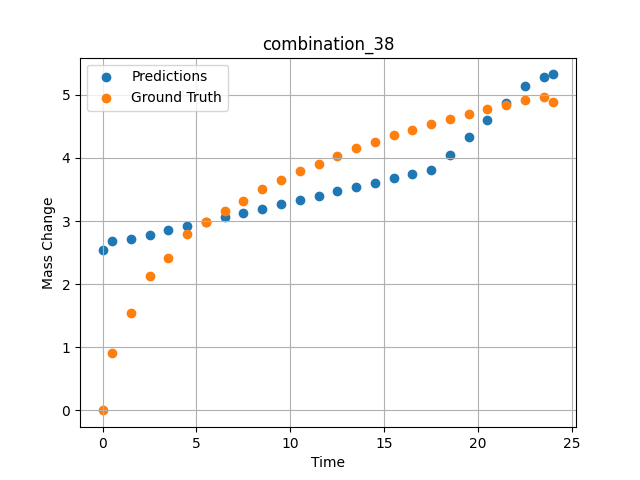 combination_38
Predictions
Ground Truth
Mass Change
5
4
3
2
1
0
0 5 10 15 20 25
Time